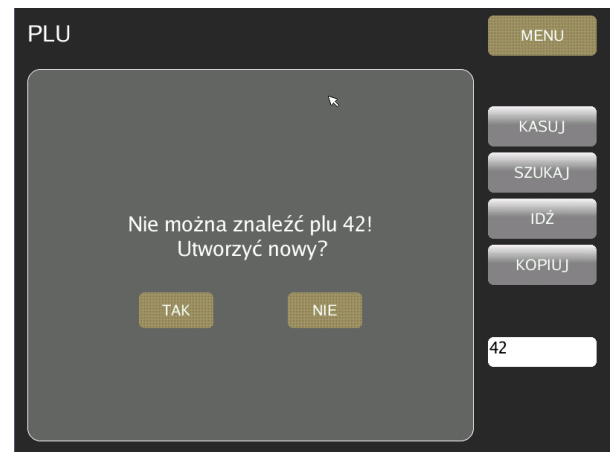 PLU
MENU
KASUJ
SZUKAJ
IDŹ
KOPIUJ
Nie można znaleźć plu 42!
Utworzyć nowy?
TAK
NIE
42